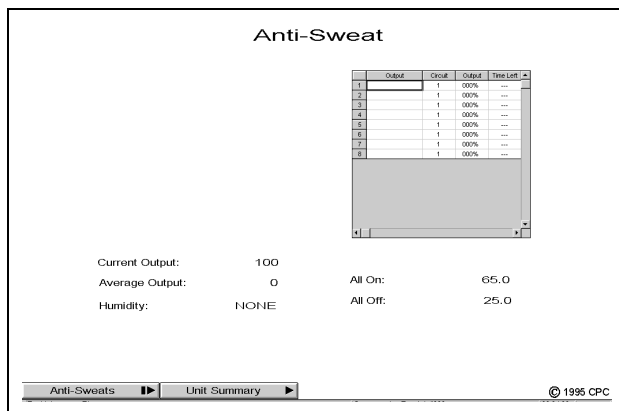 Anti-Sweat
Output Circuit Output Time Left
1 1 000% ---
2 1 000% ---
3 1 000% ---
4 1 000% ---
5 1 000% ---
6 1 000% ---
7 1 000% ---
8 1 000% ---
Current Output: 100
Average Output: 0
Humidity: NONE
All On: 65.0
All Off: 25.0
Anti-Sweats Unit Summary © 1995 CPC